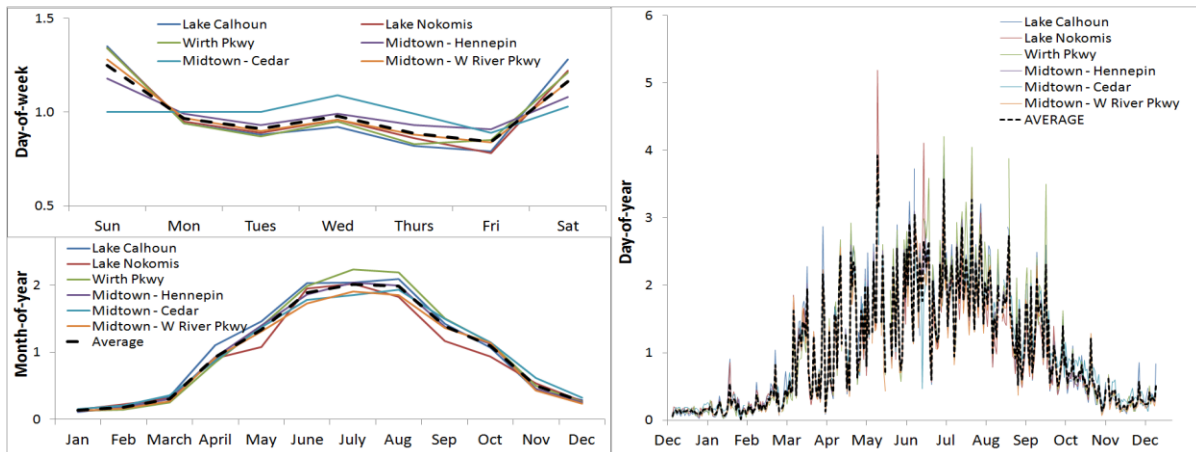 Day-of-week
1.5
1.0
0.5
Lake Calhoun
Lake Nokomis
Wirth Pkwy
Midtown - Hennepin
Midtown - Cedar
Midtown - W River Pkwy
Sun Mon Tues Wed Thurs Fri Sat
Month-of-year
2
1
0
Lake Calhoun
Lake Nokomis
Wirth Pkwy
Midtown - Hennepin
Midtown - Cedar
Midtown - W River Pkwy
Average
Jan Feb March April May June July Aug Sep Oct Nov Dec
Day-of-year
6
5
4
3
2
1
0
Lake Calhoun
Lake Nokomis
Wirth Pkwy
Midtown - Hennepin
Midtown - Cedar
Midtown - W River Pkwy
AVERAGE
Dec Jan Feb Mar Apr May Jun Jul Aug Sep Oct Nov Dec